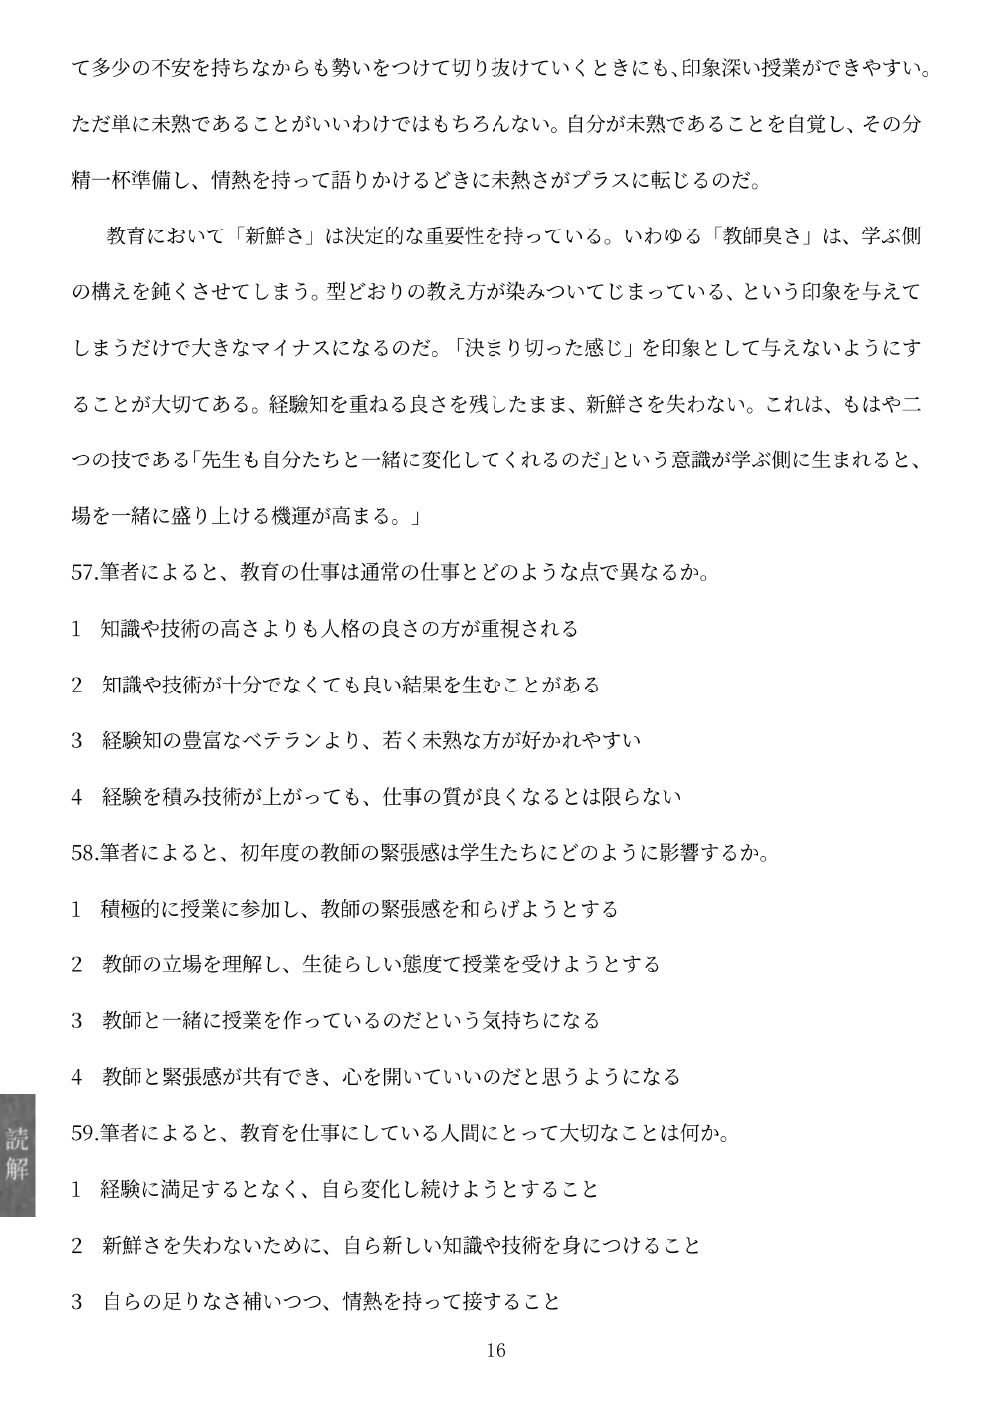 て多少の不安を持ちなからも勢いをつけて切り抜けていくときにも、印象深い授業ができやすい。
ただ単に未熟であることがいいわけではもちろんない。自分が未熟であることを自覚し、その分
精一杯準備し、情熱を持って語りかけるどきに未熱さがプラスに転じるのだ。
教育において「新鮮さ」は決定的な重要性を持っている。いわゆる「教師臭さ」は、学ぶ側
の構えを鈍くさせてしまう。型どおりの教え方が染みついてじまっている、という印象を与えて
しまうだけで大きなマイナスになるのだ。「決まり切った感じ」を印象として与えないようにす
ることが大切てある。経驗知を重ねる良さを残したまま、新鮮さを失わない。これは、もはや二
つの技である「先生も自分たちと一緒に変化してくれるのだ」という意識が学ぶ側に生まれると、
場を一緒に盛り上ける機運が高まる。」
57.筆者によると、教育の仕事は通常の仕事とどのような点で異なるか。
1 知識や技術の高さよりも人格の良さの方が重視される
2 知識や技術が十分でなくても良い結果を生むことがある
3 経験知の豊富なベテランより、若く未熟な方が好かれやすい
4 経験を積み技術が上がっても、仕事の質が良くなるとは限らない
58.筆者によると、初年度の教師の緊張感は学生たちにどのように影響するか。
1 積極的に授業に参加し、教師の緊張感を和らげようとする
2 教師の立場を理解し、生徒らしい態度て授業を受けようとする
3 教師と一緒に授業を作っているのだという気持ちになる
4 教師と緊張感が共有でき、心を開いていいのだと思うようになる
読解
59.筆者によると、教育を仕事にしている人間にとって大切なことは何か。
1 経験に満足するとなく、自ら変化し続けようとすること
2 新鮮さを失わないために、自ら新しい知識や技術を身につけること
3 自らの足りなさ補いつつ、情熱を持って接すること
16